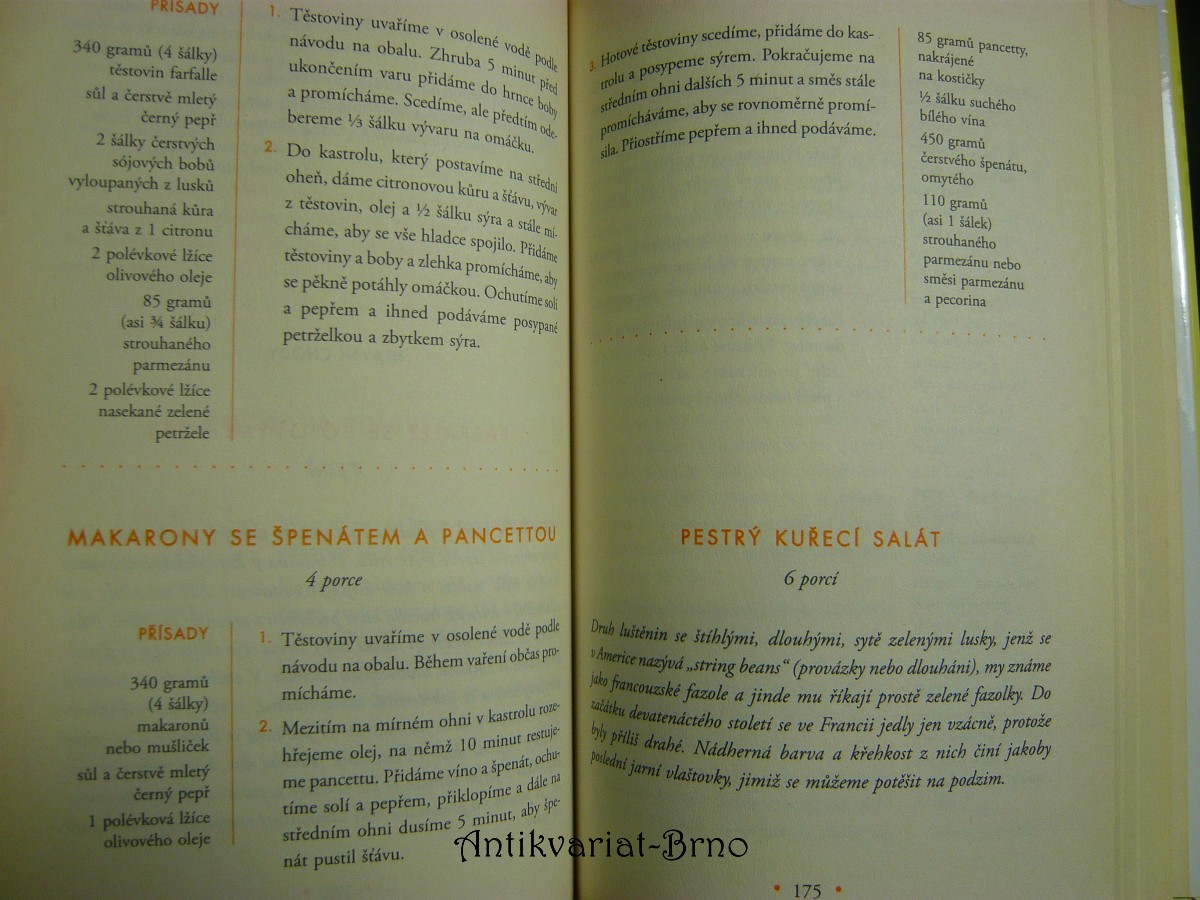 PŘÍSADY
340 gramů (4 šálky)
těstovin farfalle
sůl a čerstvě mletý
černý pepř
2 šálky čerstvých
sójových bobů
vyloupaných z lusků
strouhaná kůra
a šťáva z 1 citronu
2 polévkové lžíce
olivového oleje
85 gramů
(asi ¾ šálku)
strouhaného
parmezánu
2 polévkové lžíce
nasekané zelené
petržele
1. Těstoviny uvaříme v osolené vodě podle
návodu na obalu. Zhruba 5 minut před
ukončením varu přidáme do hrnce boby
a promícháme. Scedíme, ale předtím ode-
bereme ⅓ šálku vývaru na omáčku.
2. Do kastrolu, který postavíme na střední
oheň, dáme citronovou kůru a šťávu, vývar
z těstovin, olej a ½ šálku sýra a stále mí-
cháme, aby se vše hladce spojilo. Přidáme
těstoviny a boby a zlehka promícháme, aby
se pěkně potáhly omáčkou. Ochutíme solí
a pepřem a ihned podáváme posypané
petrželkou a zbytkem sýra.
MAKARONY SE ŠPENÁTEM A PANCETTOU
4 porce
PŘÍSADY
340 gramů
(4 šálky)
makaronů
nebo mušliček
sůl a čerstvě mletý
černý pepř
1 polévková lžíce
olivového oleje
1. Těstoviny uvaříme v osolené vodě podle
návodu na obalu. Během vaření občas pro-
mícháme.
2. Mezitím na mírném ohni v kastrolu roze-
hřejeme olej, na němž 10 minut restuje-
me pancettu. Přidáme víno a špenát, ochu-
tíme solí a pepřem, přiklopíme a dále na
středním ohni dusíme 5 minut, aby špe-
nát pustil šťávu.
3. Hotové těstoviny scedíme, přidáme do kas-
trolu a posypeme sýrem. Pokračujeme na
středním ohni dalších 5 minut a směs stále
promícháváme, aby se rovnoměrně promí-
sila. Přiostříme pepřem a ihned podáváme.
85 gramů pancetty,
nakrájené
na kostičky
½ šálku suchého
bílého vína
450 gramů
čerstvého špenátu,
omytého
110 gramů
(asi 1 šálek)
strouhaného
parmezánu nebo
směsi parmezánu
a pecorina
PESTRÝ KUŘECÍ SALÁT
6 porcí
Druh luštěnin se štíhlými, dlouhými, sytě zelenými lusky, jenž se
v Americe nazývá „string beans“ (provázky nebo dlouháni), my známe
jako francouzské fazole a jinde mu říkají prostě zelené fazolky. Do
začátku devatenáctého století se ve Francii jedly jen vzácně, protože
byly příliš drahé. Nádherná barva a křehkost z nich činí jakoby
poslední jarní vlaštovky, jimiž se můžeme potěšit na podzim.
• 175 •
Antikvariat-Brno